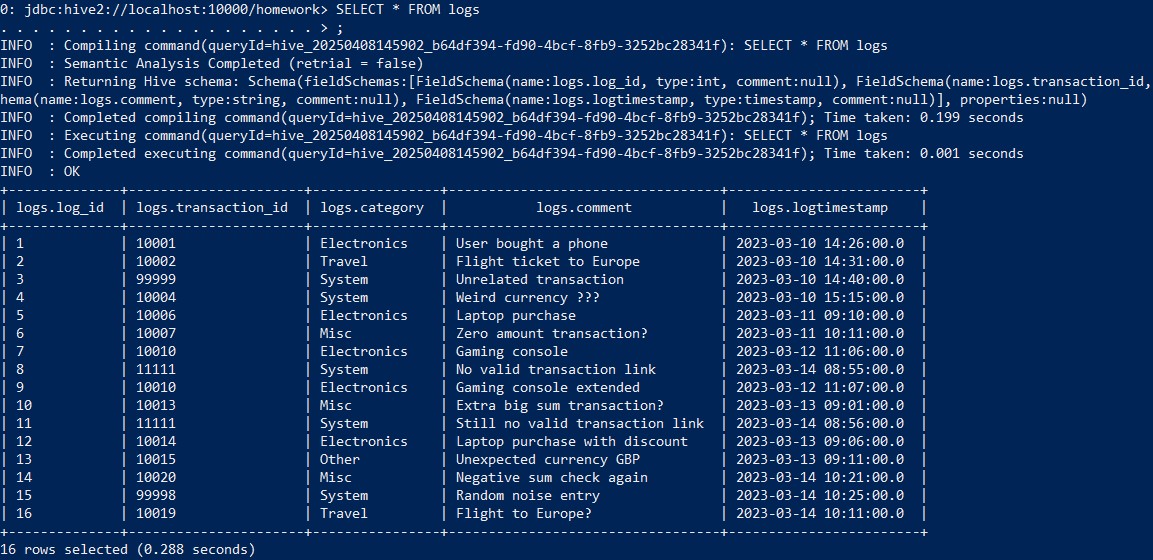 0: jdbc:hive2://localhost:10000/homework> SELECT * FROM logs
. . . . . . . . . . . . . . . . . . . . > ;
INFO  : Compiling command(queryId=hive_20250408145902_b64df394-fd90-4bcf-8fb9-3252bc28341f): SELECT * FROM logs
INFO  : Semantic Analysis Completed (retrial = false)
INFO  : Returning Hive schema: Schema(fieldSchemas:[FieldSchema(name:logs.log_id, type:int, comment:null), FieldSchema(name:logs.transaction_id,
hema(name:logs.comment, type:string, comment:null), FieldSchema(name:logs.logtimestamp, type:timestamp, comment:null)], properties:null)
INFO  : Completed compiling command(queryId=hive_20250408145902_b64df394-fd90-4bcf-8fb9-3252bc28341f); Time taken: 0.199 seconds
INFO  : Executing command(queryId=hive_20250408145902_b64df394-fd90-4bcf-8fb9-3252bc28341f): SELECT * FROM logs
INFO  : Completed executing command(queryId=hive_20250408145902_b64df394-fd90-4bcf-8fb9-3252bc28341f); Time taken: 0.001 seconds
INFO  : OK
+--------------+----------------------+----------------+----------------------------------+------------------------+
| logs.log_id  | logs.transaction_id  | logs.category  |           logs.comment           |   logs.logtimestamp    |
+--------------+----------------------+----------------+----------------------------------+------------------------+
| 1            | 10001                | Electronics    | User bought a phone              | 2023-03-10 14:26:00.0  |
| 2            | 10002                | Travel         | Flight ticket to Europe          | 2023-03-10 14:31:00.0  |
| 3            | 99999                | System         | Unrelated transaction            | 2023-03-10 14:40:00.0  |
| 4            | 10004                | System         | Weird currency ???               | 2023-03-10 15:15:00.0  |
| 5            | 10006                | Electronics    | Laptop purchase                  | 2023-03-11 09:10:00.0  |
| 6            | 10007                | Misc           | Zero amount transaction?         | 2023-03-11 10:11:00.0  |
| 7            | 10010                | Electronics    | Gaming console                   | 2023-03-12 11:06:00.0  |
| 8            | 11111                | System         | No valid transaction link        | 2023-03-14 08:55:00.0  |
| 9            | 10010                | Electronics    | Gaming console extended          | 2023-03-12 11:07:00.0  |
| 10           | 10013                | Misc           | Extra big sum transaction?       | 2023-03-13 09:01:00.0  |
| 11           | 11111                | System         | Still no valid transaction link  | 2023-03-14 08:56:00.0  |
| 12           | 10014                | Electronics    | Laptop purchase with discount    | 2023-03-13 09:06:00.0  |
| 13           | 10015                | Other          | Unexpected currency GBP          | 2023-03-13 09:11:00.0  |
| 14           | 10020                | Misc           | Negative sum check again         | 2023-03-14 10:21:00.0  |
| 15           | 99998                | System         | Random noise entry               | 2023-03-14 10:25:00.0  |
| 16           | 10019                | Travel         | Flight to Europe?                | 2023-03-14 10:11:00.0  |
+--------------+----------------------+----------------+----------------------------------+------------------------+
16 rows selected (0.288 seconds)